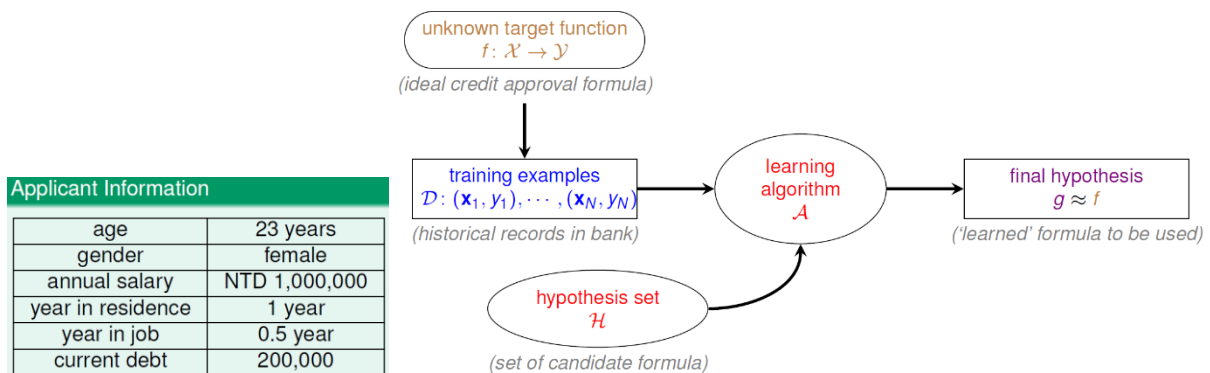 Applicant Information
age 23 years
gender female
annual salary NTD 1,000,000
year in residence 1 year
year in job 0.5 year
current debt 200,000
unknown target function
f: 𝒳 → 𝒴
(ideal credit approval formula)
training examples
𝒟: (x₁, y₁), ⋯ , (x_N, y_N)
(historical records in bank)
learning
algorithm
𝒜
final hypothesis
g ≈ f
(‘learned’ formula to be used)
hypothesis set
ℋ
(set of candidate formula)